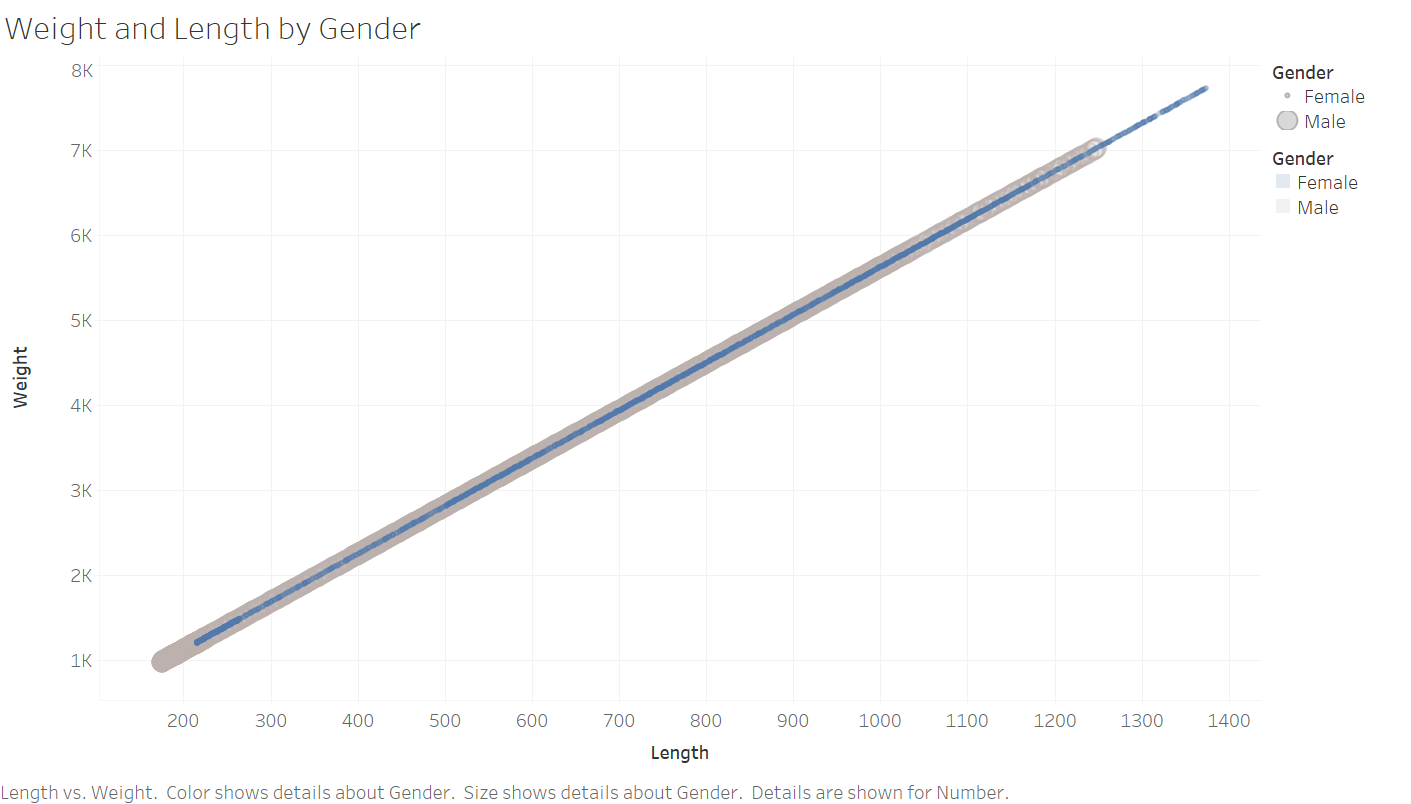 Weight and Length by Gender
8K
7K
6K
5K
4K
3K
2K
1K
Weight
200 300 400 500 600 700 800 900 1000 1100 1200 1300 1400
Length
Gender
Female
Male
Gender
Female
Male
Length vs. Weight. Color shows details about Gender. Size shows details about Gender. Details are shown for Number.